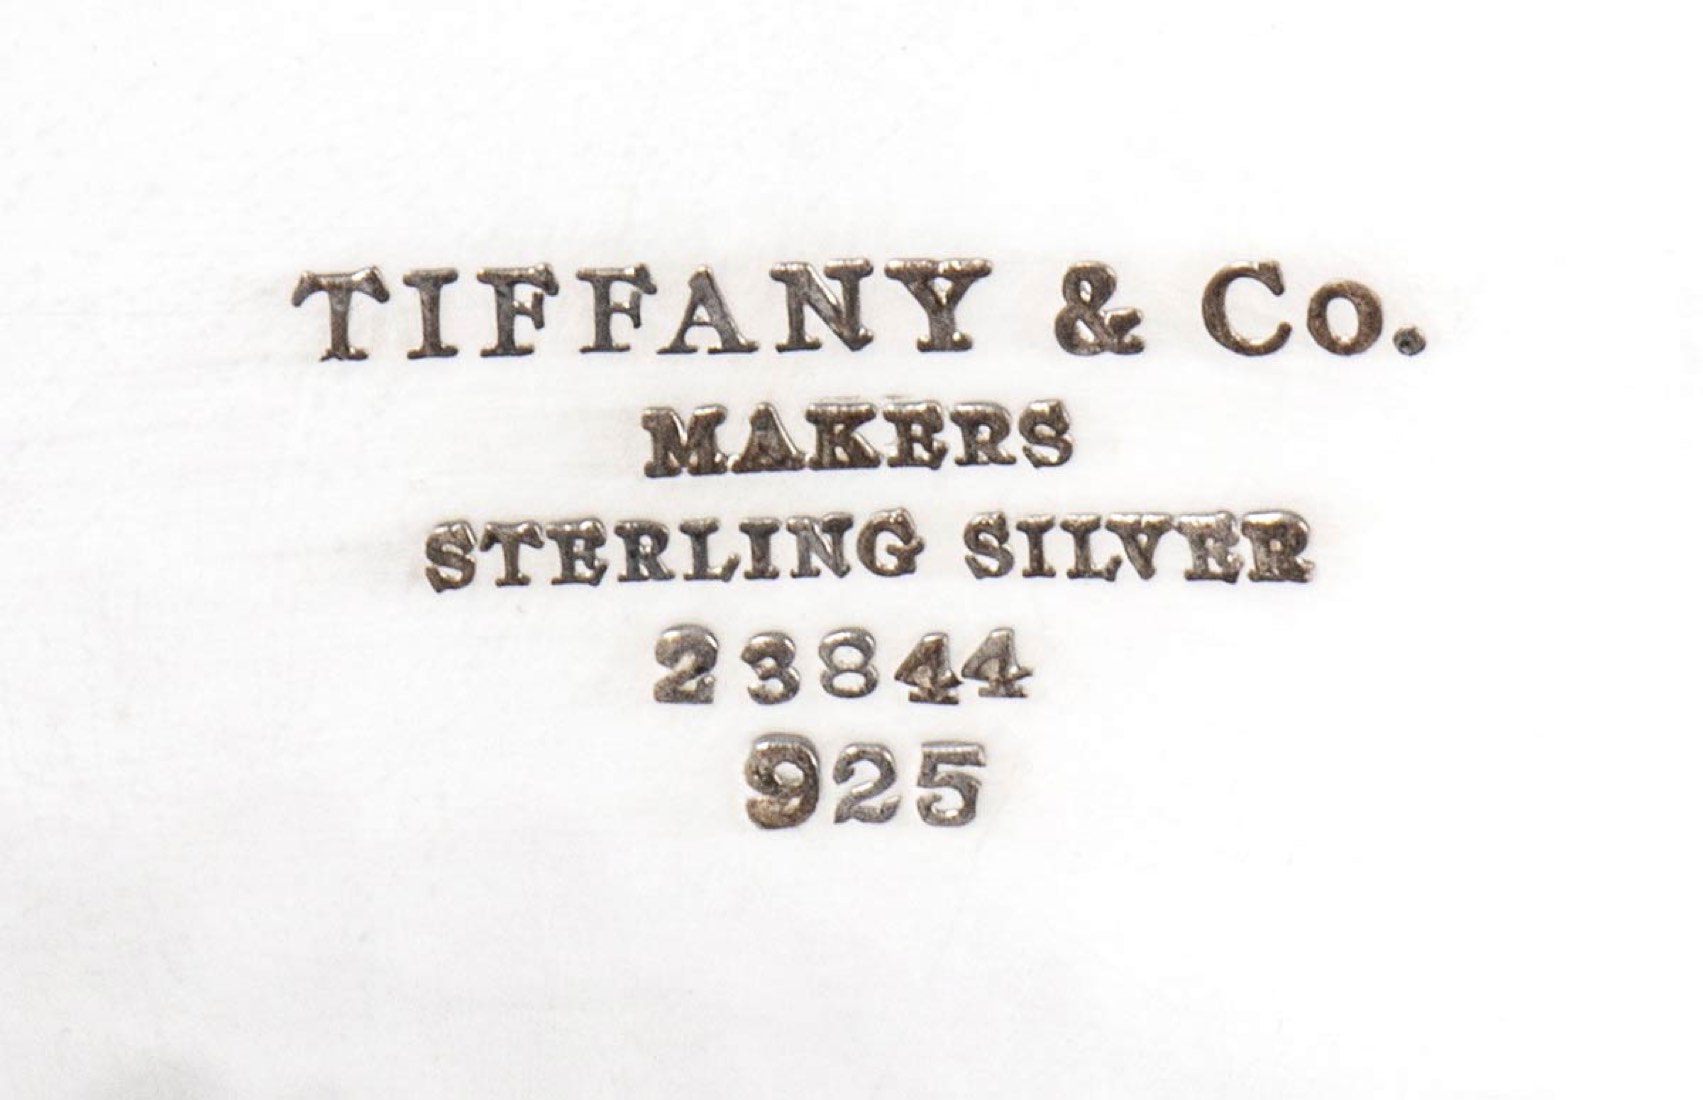 TIFFANY & Co.
MAKERS
STERLING SILVER
23844
925